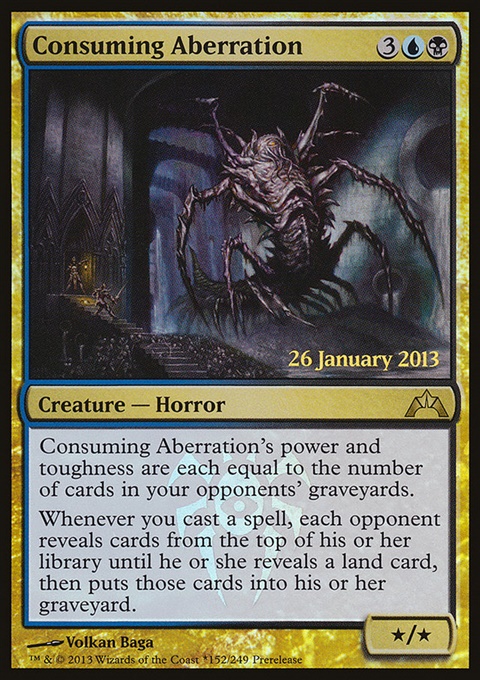 Consuming Aberration 3
26 January 2013
Creature — Horror
Consuming Aberration's power and
toughness are each equal to the number
of cards in your opponents' graveyards.
Whenever you cast a spell, each opponent
reveals cards from the top of his or her
library until he or she reveals a land card,
then puts those cards into his or her
graveyard.
★/★
Volkan Baga
™ & © 2013 Wizards of the Coast *152/249 Prerelease